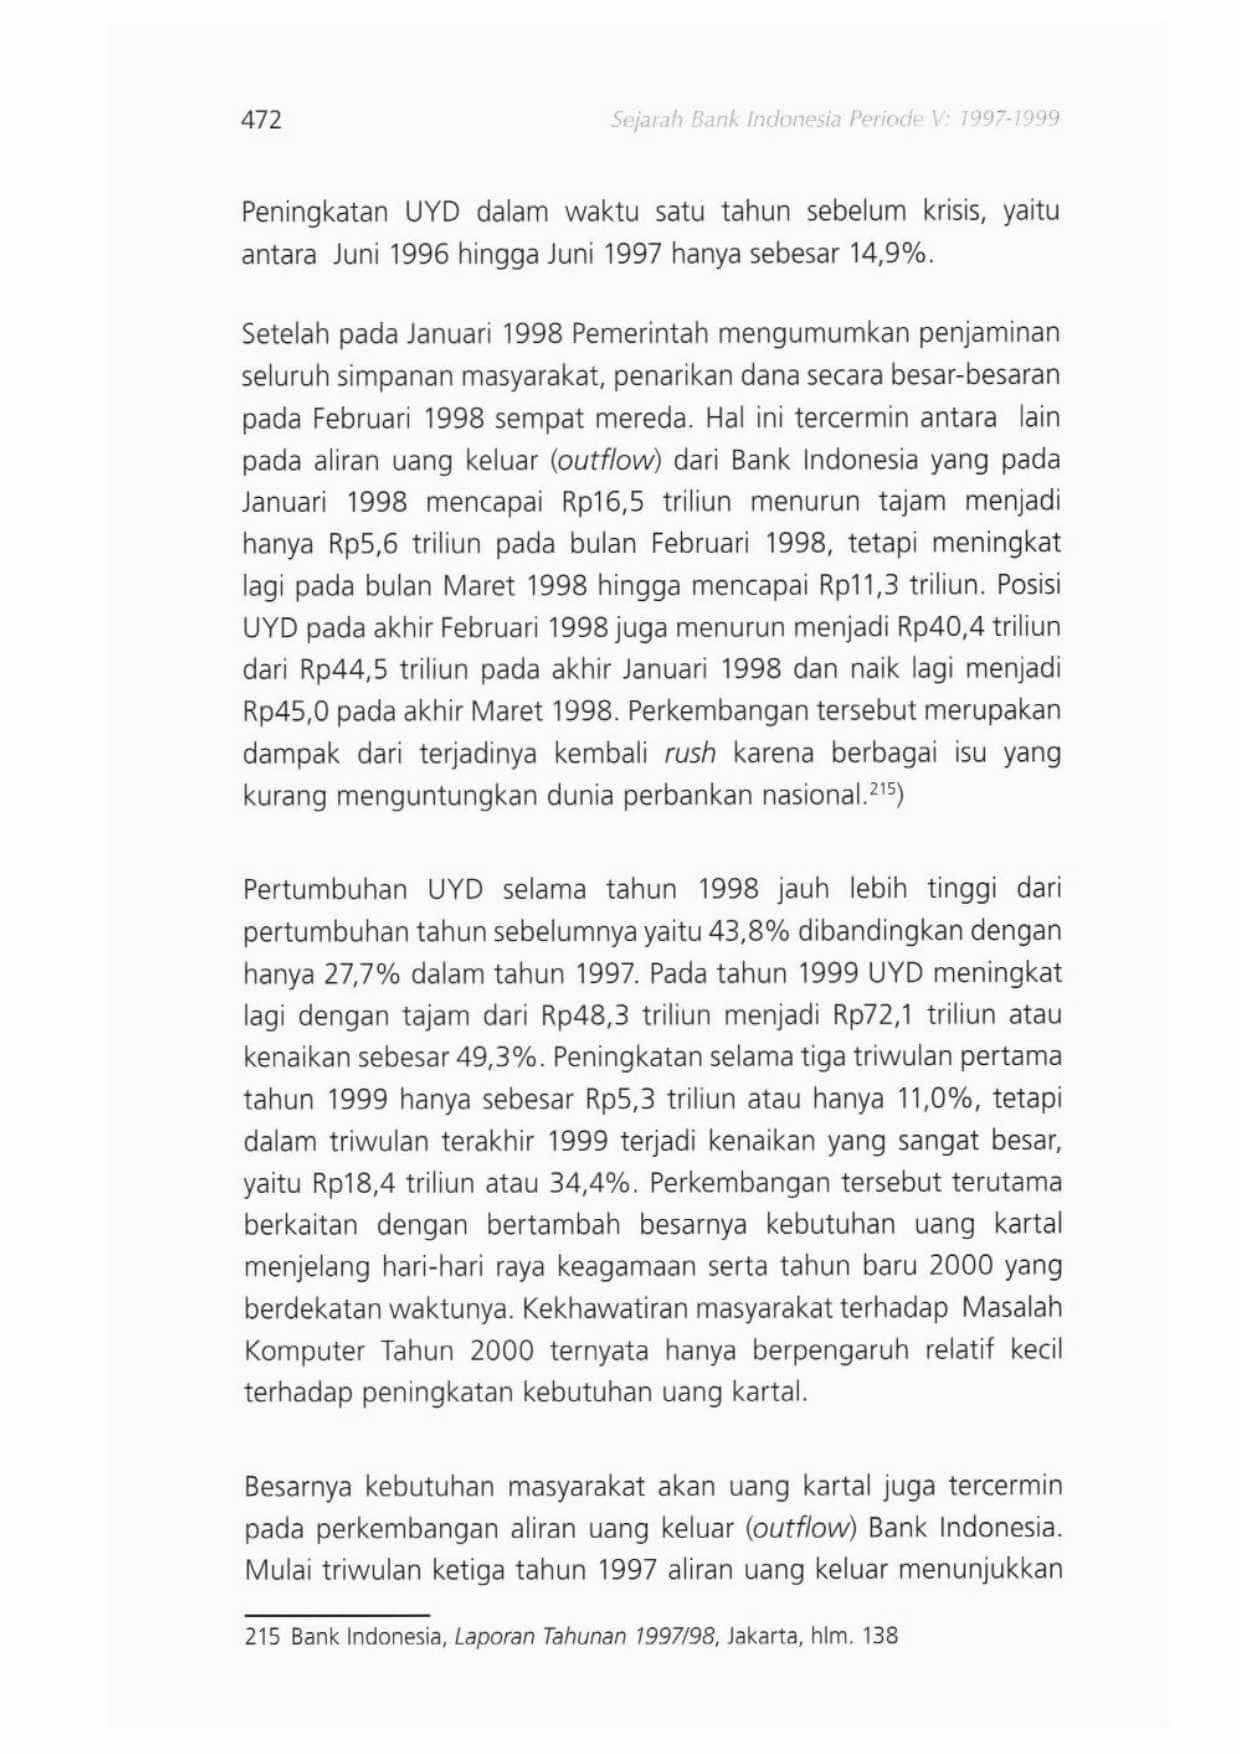 472
Sejarah Bank Indonesia Periode V: 1997-1999
Peningkatan UYD dalam waktu satu tahun sebelum krisis, yaitu
antara Juni 1996 hingga Juni 1997 hanya sebesar 14,9%.
Setelah pada Januari 1998 Pemerintah mengumumkan penjaminan
seluruh simpanan masyarakat, penarikan dana secara besar-besaran
pada Februari 1998 sempat mereda. Hal ini tercermin antara lain
pada aliran uang keluar (outflow) dari Bank Indonesia yang pada
Januari 1998 mencapai Rp16,5 triliun menurun tajam menjadi
hanya Rp5,6 triliun pada bulan Februari 1998, tetapi meningkat
lagi pada bulan Maret 1998 hingga mencapai Rp11,3 triliun. Posisi
UYD pada akhir Februari 1998 juga menurun menjadi Rp40,4 triliun
dari Rp44,5 triliun pada akhir Januari 1998 dan naik lagi menjadi
Rp45,0 pada akhir Maret 1998. Perkembangan tersebut merupakan
dampak dari terjadinya kembali rush karena berbagai isu yang
kurang menguntungkan dunia perbankan nasional.215)
Pertumbuhan UYD selama tahun 1998 jauh lebih tinggi dari
pertumbuhan tahun sebelumnya yaitu 43,8% dibandingkan dengan
hanya 27,7% dalam tahun 1997. Pada tahun 1999 UYD meningkat
lagi dengan tajam dari Rp48,3 triliun menjadi Rp72,1 triliun atau
kenaikan sebesar 49,3%. Peningkatan selama tiga triwulan pertama
tahun 1999 hanya sebesar Rp5,3 triliun atau hanya 11,0%, tetapi
dalam triwulan terakhir 1999 terjadi kenaikan yang sangat besar,
yaitu Rp18,4 triliun atau 34,4%. Perkembangan tersebut terutama
berkaitan dengan bertambah besarnya kebutuhan uang kartal
menjelang hari-hari raya keagamaan serta tahun baru 2000 yang
berdekatan waktunya. Kekhawatiran masyarakat terhadap Masalah
Komputer Tahun 2000 ternyata hanya berpengaruh relatif kecil
terhadap peningkatan kebutuhan uang kartal.
Besarnya kebutuhan masyarakat akan uang kartal juga tercermin
pada perkembangan aliran uang keluar (outflow) Bank Indonesia.
Mulai triwulan ketiga tahun 1997 aliran uang keluar menunjukkan
215 Bank Indonesia, Laporan Tahunan 1997/98, Jakarta, hlm. 138